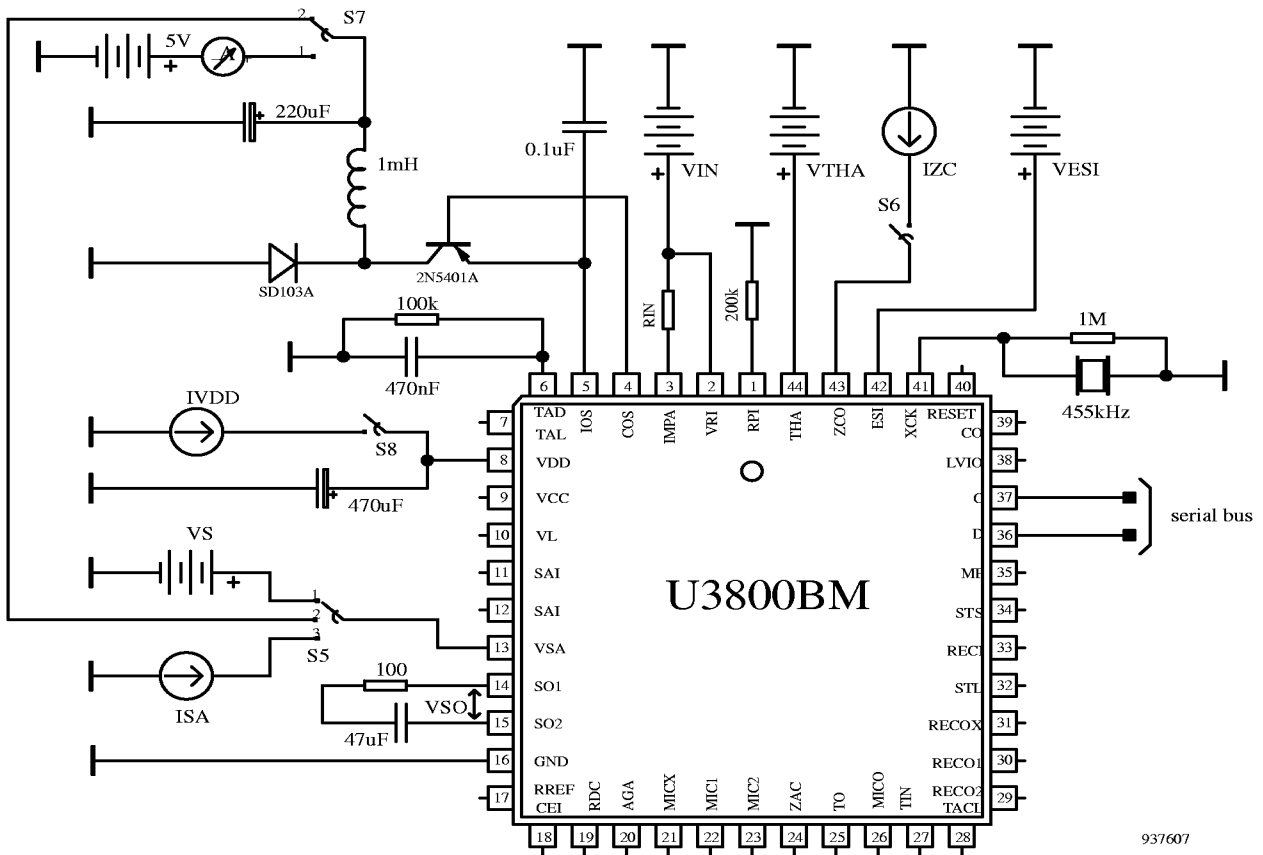 2
S7
5V
+
A
1
220uF
+
1mH
0.1uF
VIN
+
VTHA
+
IZC
VESI
+
S6
SD103A
2N5401A
100k
470nF
RIN
200k
1M
455kHz
IVDD
S8
470uF
+
VS
+
1
2
3
S5
ISA
100
VSO
47uF
6
5
4
3
2
1
44
43
42
41
40
TAD
IOS
COS
IMPA
VRI
RPI
THA
ZCO
ESI
XCK
RESET
7
TAL
8
VDD
9
VCC
10
VL
11
SAI
12
SAI
13
VSA
14
SO1
15
SO2
16
GND
17
RREF
CO
39
LVIO
38
C
37
D
36
serial bus
MF
35
STS
34
RECI
33
STL
32
RECOX
31
RECO1
30
RECO2
29
U3800BM
CEI
RDC
AGA
MICX
MIC1
MIC2
ZAC
TO
MICO
TIN
TACL
18
19
20
21
22
23
24
25
26
27
28
937607